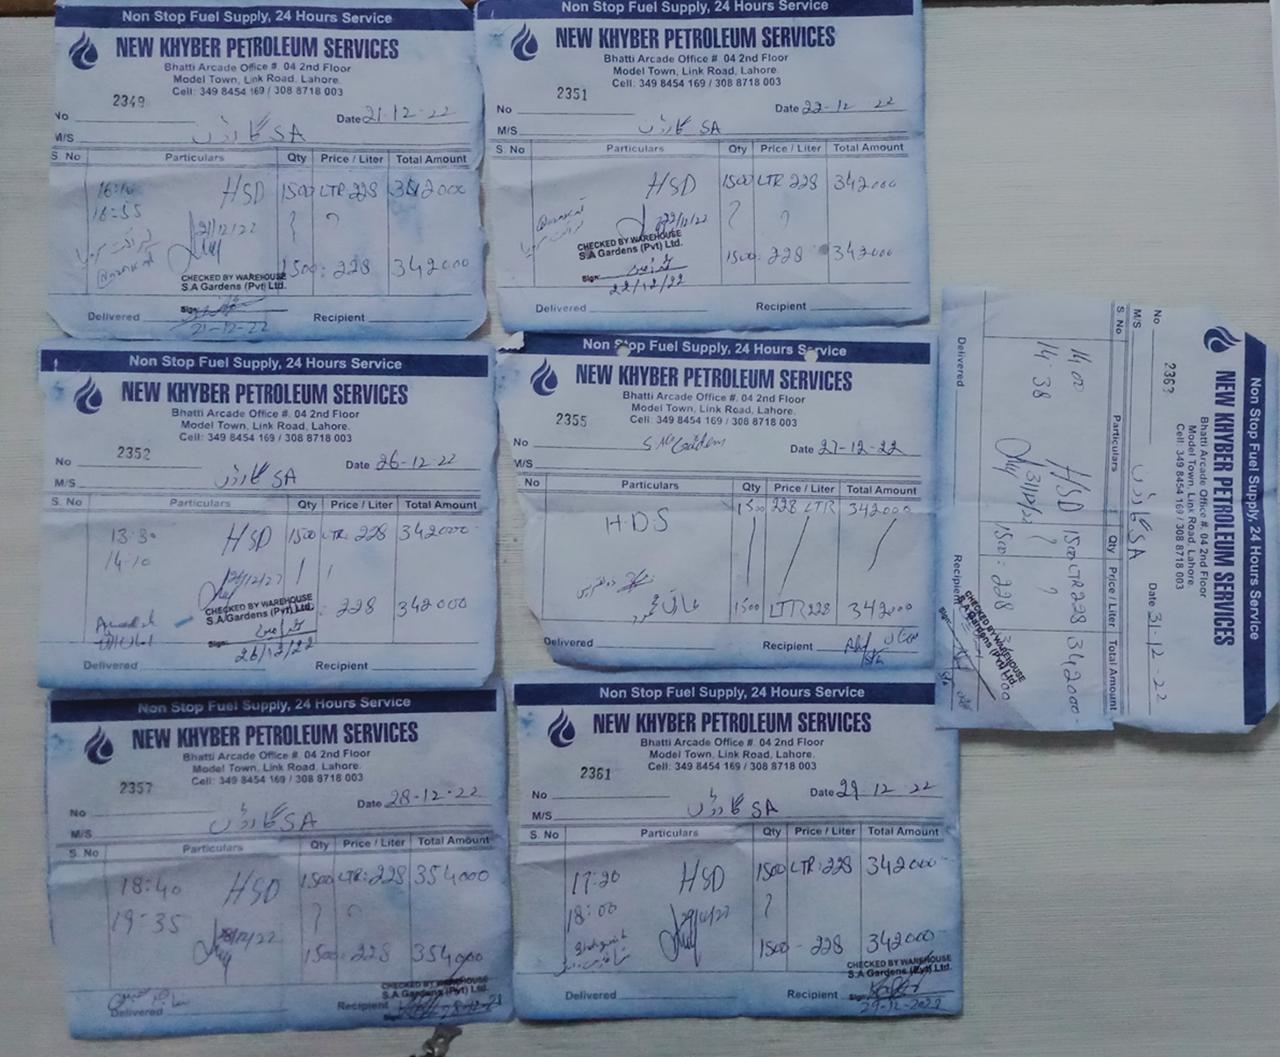 Non Stop Fuel Supply, 24 Hours Service
NEW KHYBER PETROLEUM SERVICES
Bhatti Arcade Office #. 04 2nd Floor
Model Town, Link Road, Lahore.
Cell: 349 8454 169 / 308 8718 003
2349
No
Date 21-12-22
M/S گارڈن SA
S. No Particulars Qty Price / Liter Total Amount
16:10 HSD 1500 LTR 228 342000
16:55
21/12/22
1500: 228 342000
CHECKED BY WAREHOUSE
S.A Gardens (Pvt) Ltd.
Sign:
Delivered Recipient
21-12-22
Non Stop Fuel Supply, 24 Hours Service
NEW KHYBER PETROLEUM SERVICES
Bhatti Arcade Office #. 04 2nd Floor
Model Town, Link Road, Lahore.
Cell: 349 8454 169 / 308 8718 003
2351
No Date 22-12-22
M/S گارڈن SA
S. No Particulars Qty Price / Liter Total Amount
HSD 1500 LTR 228 342000
22/12/22
CHECKED BY WAREHOUSE
S.A Gardens (Pvt) Ltd.
1500: 228 342000
Sign:
22/12/22
Delivered Recipient
Non Stop Fuel Supply, 24 Hours Service
NEW KHYBER PETROLEUM SERVICES
Bhatti Arcade Office #. 04 2nd Floor
Model Town, Link Road, Lahore.
Cell: 349 8454 169 / 308 8718 003
2352
No Date 26-12-22
M/S گارڈن SA
S. No Particulars Qty Price / Liter Total Amount
13:30 HSD 1500 LTR 228 342000
14:10
26/12/22
CHECKED BY WAREHOUSE
S.A Gardens (Pvt) Ltd.
228 342000
Sign:
26/12/22
Delivered Recipient
Non Stop Fuel Supply, 24 Hours Service
NEW KHYBER PETROLEUM SERVICES
Bhatti Arcade Office #. 04 2nd Floor
Model Town, Link Road, Lahore.
Cell: 349 8454 169 / 308 8718 003
2355
No Date 27-12-22
M/S
S. No Particulars Qty Price / Liter Total Amount
1500 228 LTR 342000
H.D.S
1500 LTR 228 342000
Delivered Recipient
Non Stop Fuel Supply, 24 Hours Service
NEW KHYBER PETROLEUM SERVICES
Bhatti Arcade Office #. 04 2nd Floor
Model Town, Link Road, Lahore
Cell: 349 8454 169 / 308 8718 003
2363
No Date 31-12-22
M/S گارڈن SA
S. No Particulars Qty Price / Liter Total Amount
14:00 HSD 1500 LTR 228 342000
14:38
31/12/22
1500: 228
CHECKED BY WAREHOUSE
S.A Gardens (Pvt) Ltd.
Sign:
Delivered Recipient
Non Stop Fuel Supply, 24 Hours Service
NEW KHYBER PETROLEUM SERVICES
Bhatti Arcade Office #. 04 2nd Floor
Model Town, Link Road, Lahore.
Cell: 349 8454 169 / 308 8718 003
2357
No Date 28-12-22
M/S گارڈن SA
S. No Particulars Qty Price / Liter Total Amount
18:40 HSD 1500 LTR: 228 354000
19-35
28/12/22
1500: 228 354000
CHECKED BY WAREHOUSE
S.A Gardens (Pvt) Ltd.
Sign:
Delivered Recipient
Non Stop Fuel Supply, 24 Hours Service
NEW KHYBER PETROLEUM SERVICES
Bhatti Arcade Office #. 04 2nd Floor
Model Town, Link Road, Lahore.
Cell: 349 8454 169 / 308 8718 003
2361
No Date 29-12-22
M/S گارڈن SA
S. No Particulars Qty Price / Liter Total Amount
17:20 HSD 1500 LTR: 228 342000
18:00
29/12/22
1500 - 228 342000
CHECKED BY WAREHOUSE
S.A Gardens (Pvt) Ltd.
Sign:
Delivered Recipient
29-12-2022